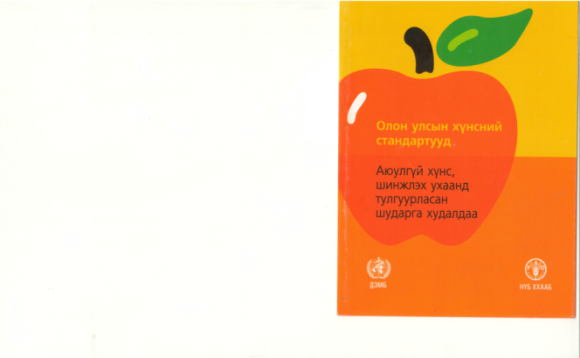 Олон улсын хүнсний
стандартууд
Аюулгүй хүнс,
шинжлэх ухаанд
тулгуурласан
шударга худалдаа
ДЭМБ
НҮБ ХХААБ